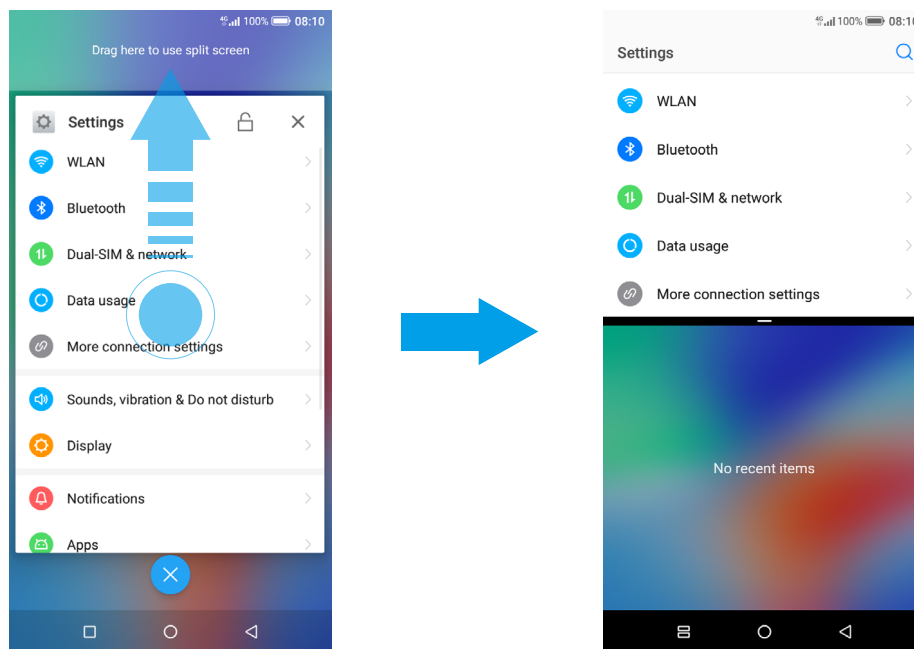 4G 100% 08:10
Drag here to use split screen
Settings
WLAN
Bluetooth
Dual-SIM & network
Data usage
More connection settings
Sounds, vibration & Do not disturb
Display
Notifications
Apps
4G 100% 08:10
Settings
WLAN
Bluetooth
Dual-SIM & network
Data usage
More connection settings
No recent items